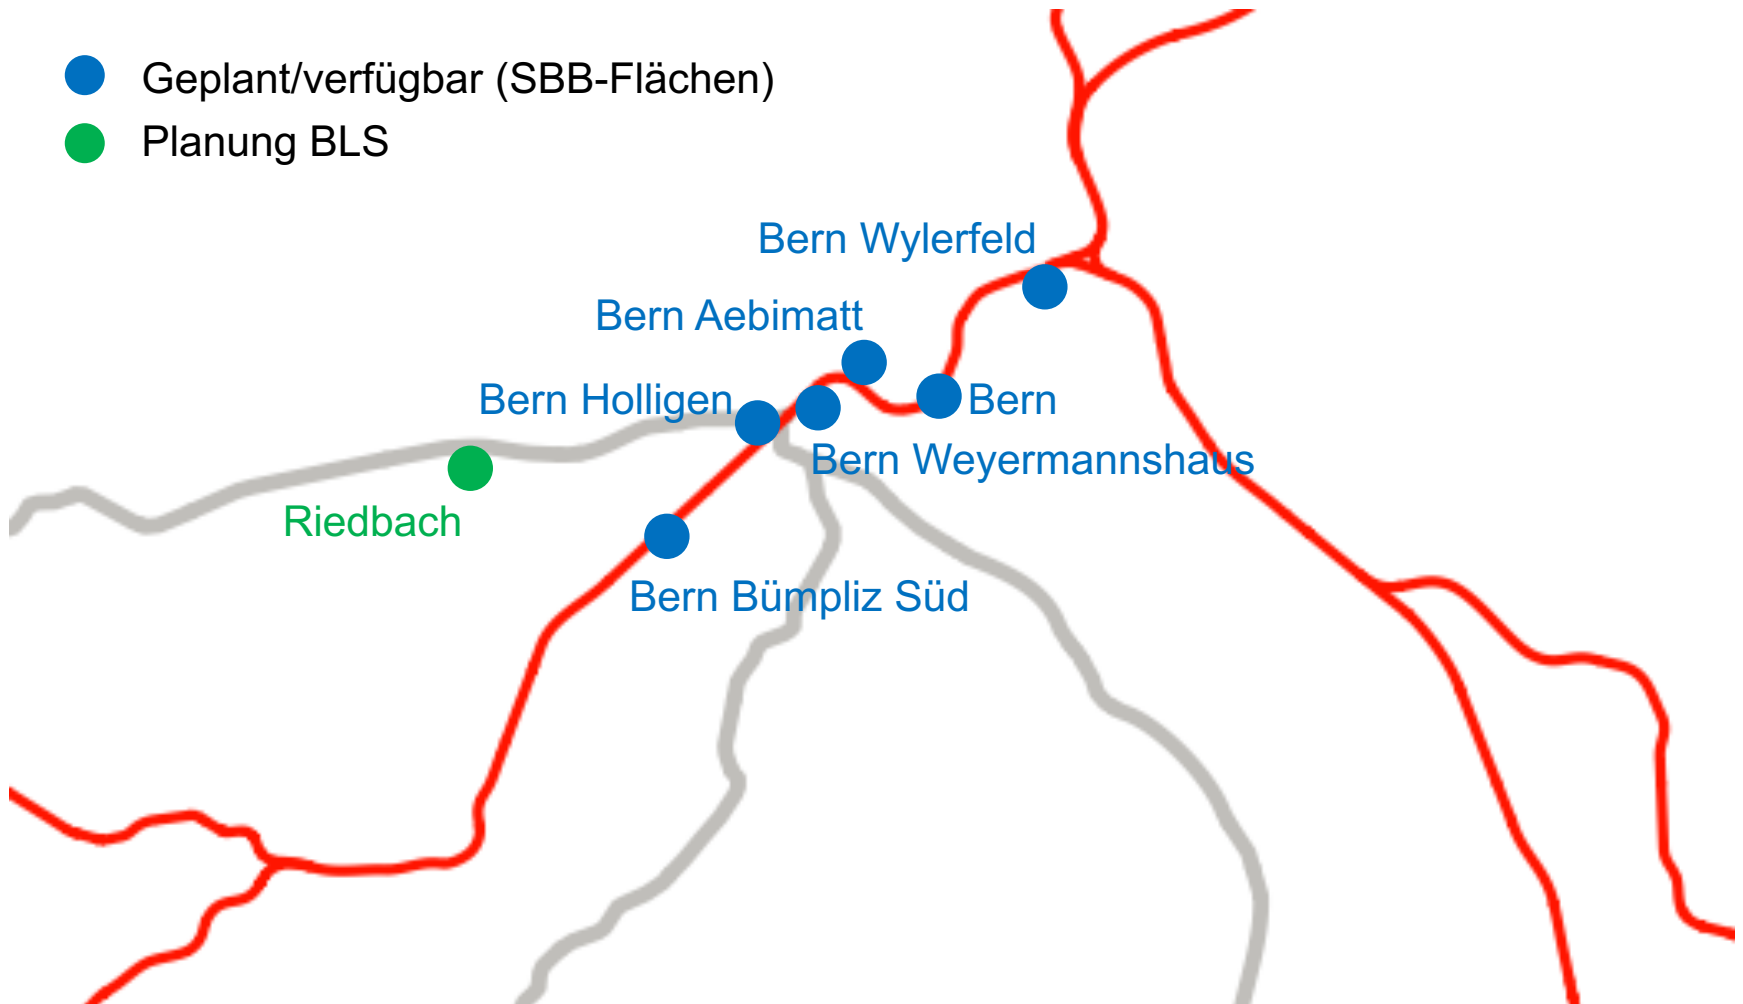 Geplant/verfügbar (SBB-Flächen)
Planung BLS
Bern Wylerfeld
Bern Aebimatt
Bern Holligen
Bern
Bern Weyermannshaus
Riedbach
Bern Bümpliz Süd